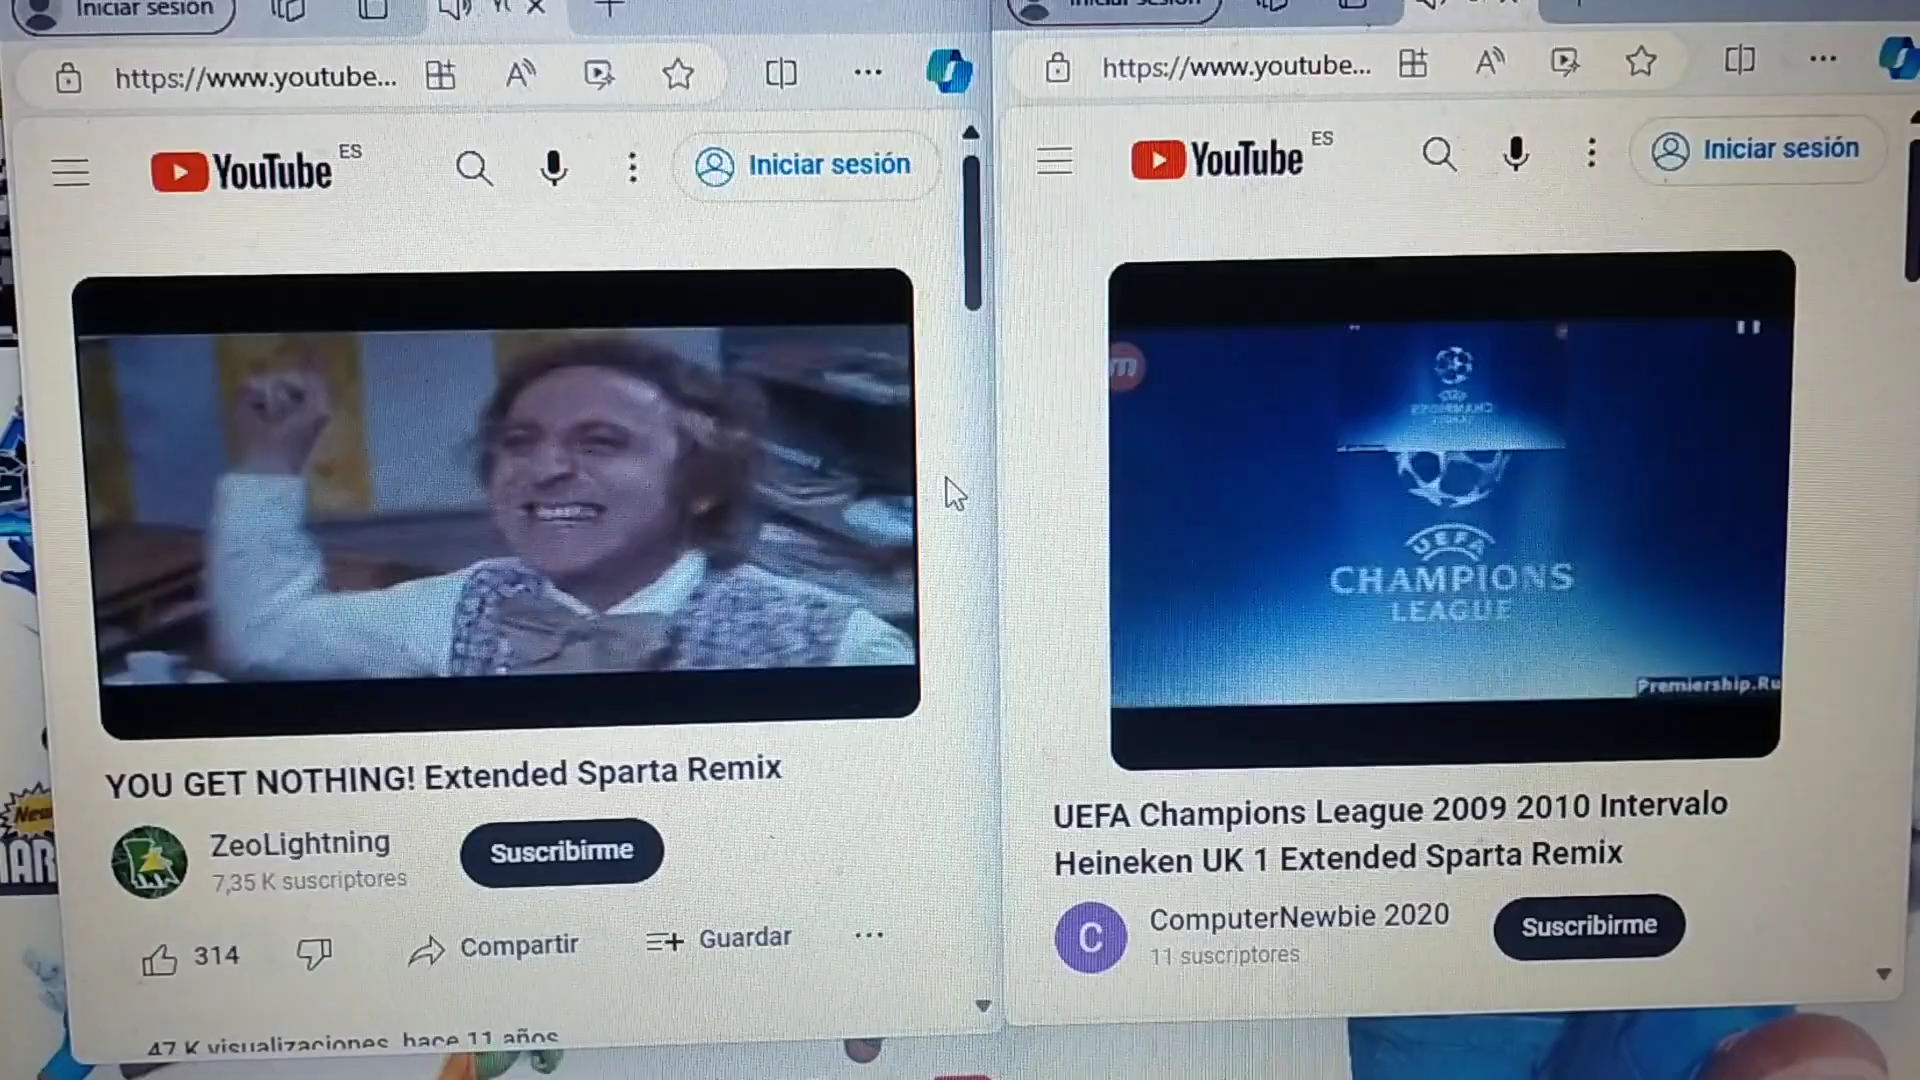 Iniciar sesión
https://www.youtube...
YouTube ES
Iniciar sesión
YOU GET NOTHING! Extended Sparta Remix
ZeoLightning
7,35 K suscriptores
Suscribirme
314
Compartir
Guardar
47 K visualizaciones hace 11 años
https://www.youtube...
YouTube ES
Iniciar sesión
UEFA
CHAMPIONS
LEAGUE
Premiership.Ru
UEFA Champions League 2009 2010 Intervalo
Heineken UK 1 Extended Sparta Remix
C
ComputerNewbie 2020
11 suscriptores
Suscribirme
New